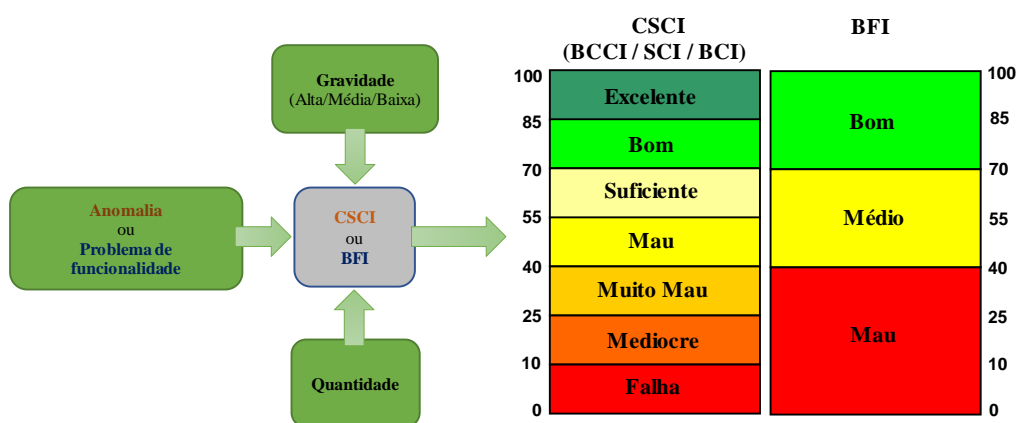 Gravidade
(Alta/Média/Baixa)
Anomalia
ou
Problema de
funcionalidade
CSCI
ou
BFI
Quantidade
CSCI
(BCCI / SCI / BCI)
BFI
100
Excelente
85
Bom
70
Suficiente
55
Mau
40
Muito Mau
25
Mediocre
10
Falha
0
Bom
Médio
Mau
100
85
70
55
40
25
10
0